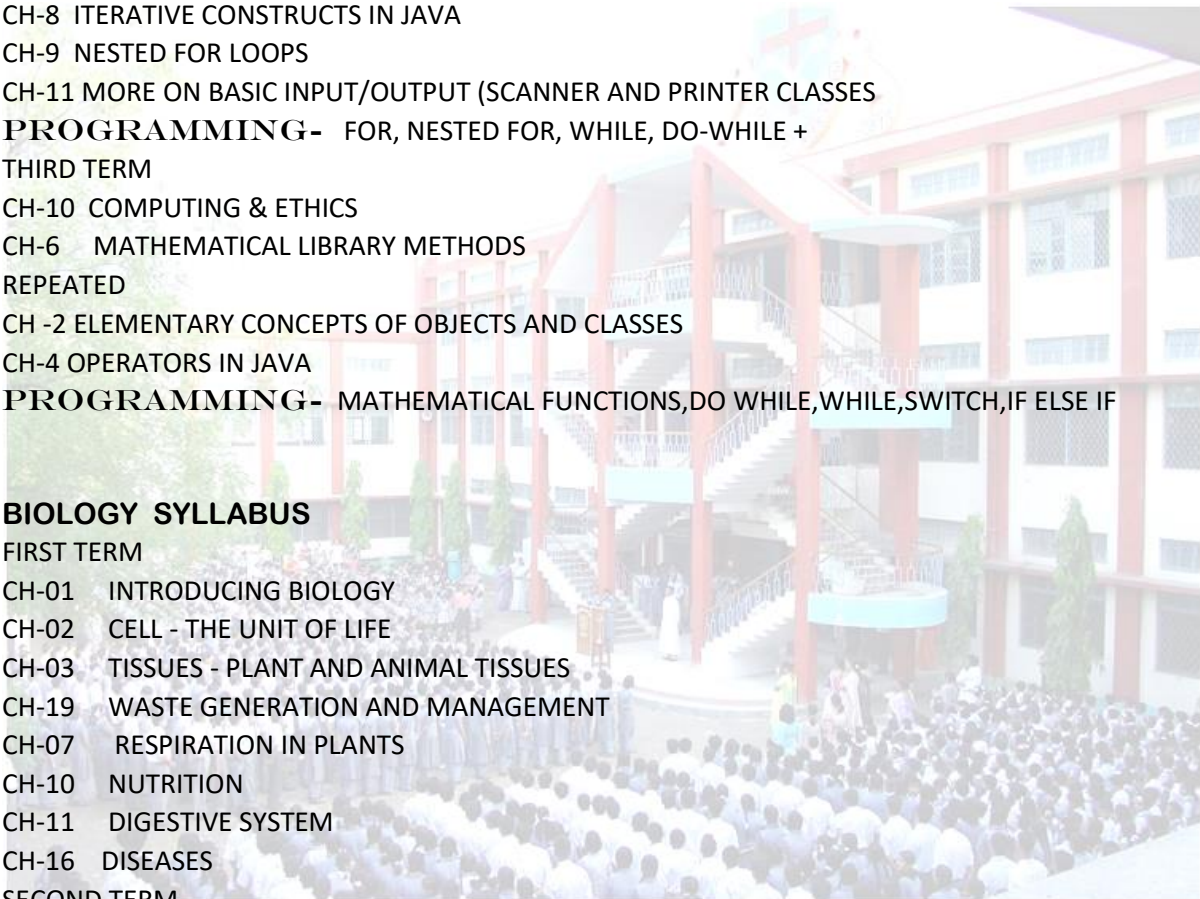 CH-8 ITERATIVE CONSTRUCTS IN JAVA
CH-9 NESTED FOR LOOPS
CH-11 MORE ON BASIC INPUT/OUTPUT (SCANNER AND PRINTER CLASSES
PROGRAMMING- FOR, NESTED FOR, WHILE, DO-WHILE +
THIRD TERM
CH-10 COMPUTING & ETHICS
CH-6 MATHEMATICAL LIBRARY METHODS
REPEATED
CH -2 ELEMENTARY CONCEPTS OF OBJECTS AND CLASSES
CH-4 OPERATORS IN JAVA
PROGRAMMING- MATHEMATICAL FUNCTIONS,DO WHILE,WHILE,SWITCH,IF ELSE IF
BIOLOGY SYLLABUS
FIRST TERM
CH-01 INTRODUCING BIOLOGY
CH-02 CELL - THE UNIT OF LIFE
CH-03 TISSUES - PLANT AND ANIMAL TISSUES
CH-19 WASTE GENERATION AND MANAGEMENT
CH-07 RESPIRATION IN PLANTS
CH-10 NUTRITION
CH-11 DIGESTIVE SYSTEM
CH-16 DISEASES
SECOND TERM